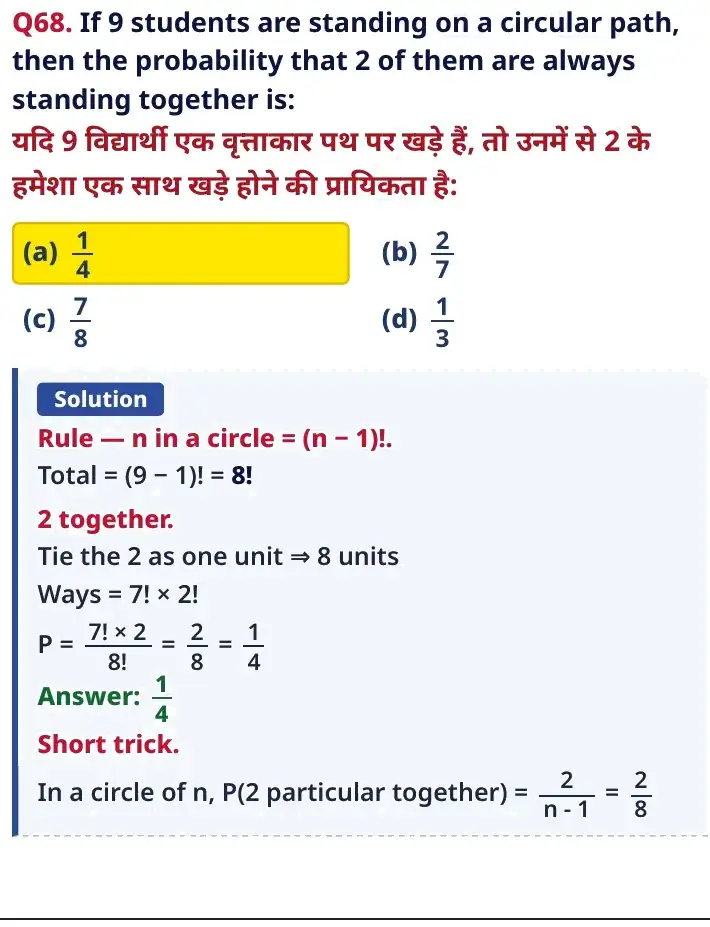 Q68. If 9 students are standing on a circular path,
then the probability that 2 of them are always
standing together is:
यदि 9 विद्यार्थी एक वृत्ताकार पथ पर खड़े हैं, तो उनमें से 2 के
हमेशा एक साथ खड़े होने की प्रायिकता है:
(a) 1/4 (b) 2/7
(c) 7/8 (d) 1/3
Solution
Rule — n in a circle = (n − 1)!.
Total = (9 − 1)! = 8!
2 together.
Tie the 2 as one unit ⇒ 8 units
Ways = 7! × 2!
P = 7! × 2/8! = 2/8 = 1/4
Answer: 1/4
Short trick.
In a circle of n, P(2 particular together) = 2/n - 1 = 2/8